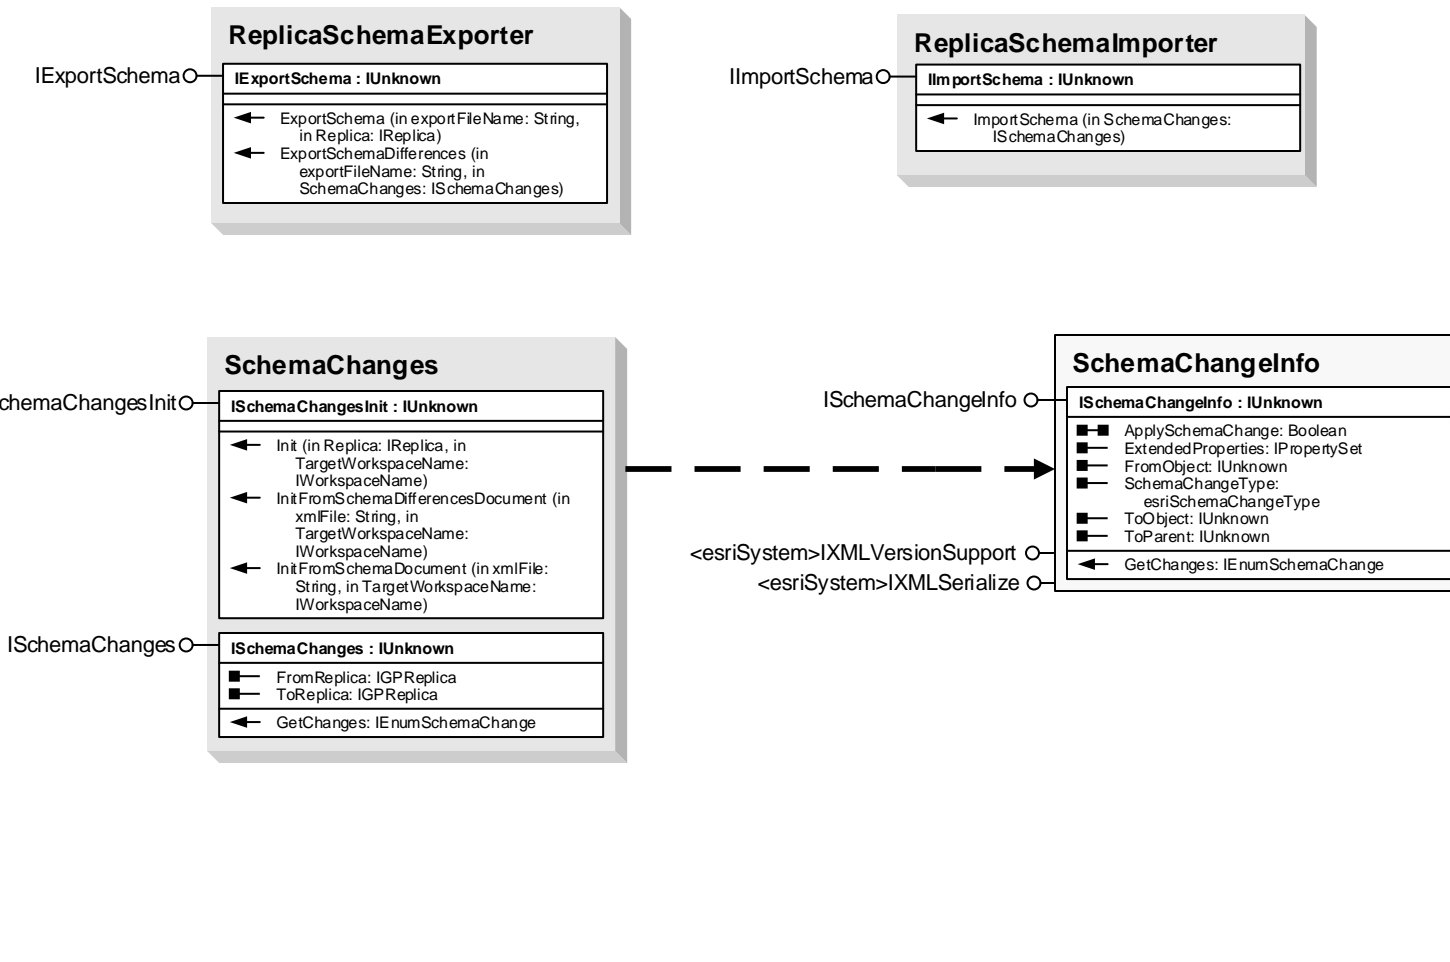 ReplicaSchemaExporter
IExportSchema
IExportSchema : IUnknown
ExportSchema (in exportFileName: String,
in Replica: IReplica)
ExportSchemaDifferences (in
exportFileName: String, in
SchemaChanges: ISchemaChanges)
ReplicaSchemaImporter
IImportSchema
IImportSchema : IUnknown
ImportSchema (in SchemaChanges:
ISchemaChanges)
SchemaChanges
chemaChangesInit
ISchemaChangesInit : IUnknown
Init (in Replica: IReplica, in
TargetWorkspaceName:
IWorkspaceName)
InitFromSchemaDifferencesDocument (in
xmlFile: String, in
TargetWorkspaceName:
IWorkspaceName)
InitFromSchemaDocument (in xmlFile:
String, in TargetWorkspaceName:
IWorkspaceName)
ISchemaChanges
ISchemaChanges : IUnknown
FromReplica: IGPReplica
ToReplica: IGPReplica
GetChanges: IEnumSchemaChange
SchemaChangeInfo
ISchemaChangeInfo
ISchemaChangeInfo : IUnknown
ApplySchemaChange: Boolean
ExtendedProperties: IPropertySet
FromObject: IUnknown
SchemaChangeType:
esriSchemaChangeType
ToObject: IUnknown
ToParent: IUnknown
<esriSystem>IXMLVersionSupport
GetChanges: IEnumSchemaChange
<esriSystem>IXMLSerialize